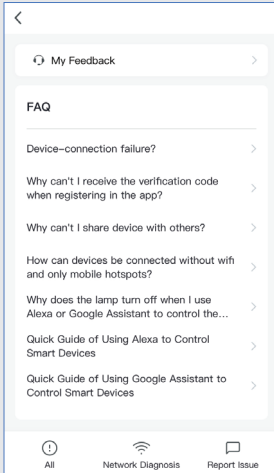 My Feedback
FAQ
Device-connection failure?
Why can't I receive the verification code
when registering in the app?
Why can't I share device with others?
How can devices be connected without wifi
and only mobile hotspots?
Why does the lamp turn off when I use
Alexa or Google Assistant to control the...
Quick Guide of Using Alexa to Control
Smart Devices
Quick Guide of Using Google Assistant to
Control Smart Devices
All
Network Diagnosis
Report Issue